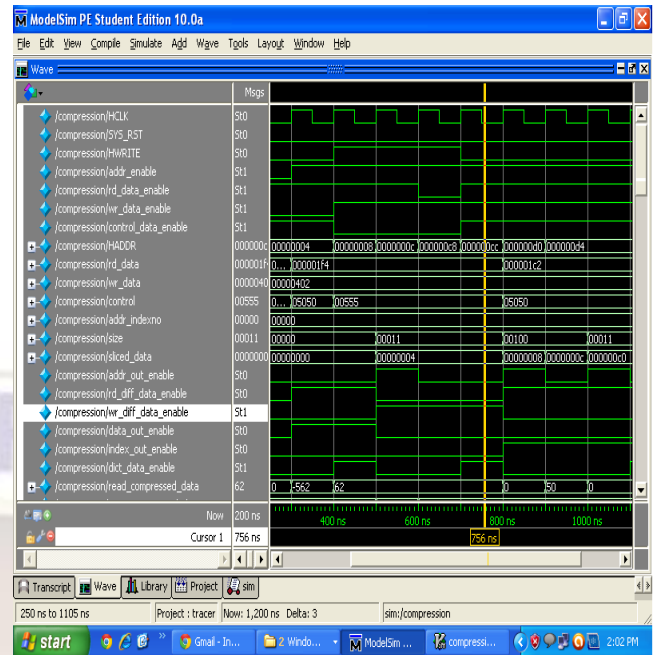 ModelSim PE Student Edition 10.0a
File Edit View Compile Simulate Add Wave Tools Layout Window Help
Wave
Msgs
/compression/HCLK St0
/compression/SYS_RST St0
/compression/HWRITE St0
/compression/addr_enable St1
/compression/rd_data_enable St1
/compression/wr_data_enable St1
/compression/control_data_enable St1
/compression/HADDR 000000c 00000004 00000008 0000000c 000000c8 000000cc 000000d0 000000d4
/compression/rd_data 000001f 0... 000001f4 000001c2
/compression/wr_data 0000040 00000402
/compression/control 00555 0... 05050 00555 05050
/compression/addr_indexno 00000 00000
/compression/size 00011 00000 00011 00100 00011
/compression/sliced_data 0000000 00000000 00000004 00000008 0000000c 000000c0
/compression/addr_out_enable St0
/compression/rd_diff_data_enable St0
/compression/wr_diff_data_enable St1
/compression/data_out_enable St0
/compression/index_out_enable St0
/compression/dict_data_enable St1
/compression/read_compressed_data 62 0 -562 62 0 50 0
Now 200 ns 400 ns 600 ns 800 ns 1000 ns
Cursor 1 756 ns 756 ns
Transcript Wave Library Project sim
250 ns to 1105 ns Project : tracer Now: 1,200 ns Delta: 3 sim:/compression
start Gmail - In... 2 Windo... ModelSim ... compressi... 2:02 PM